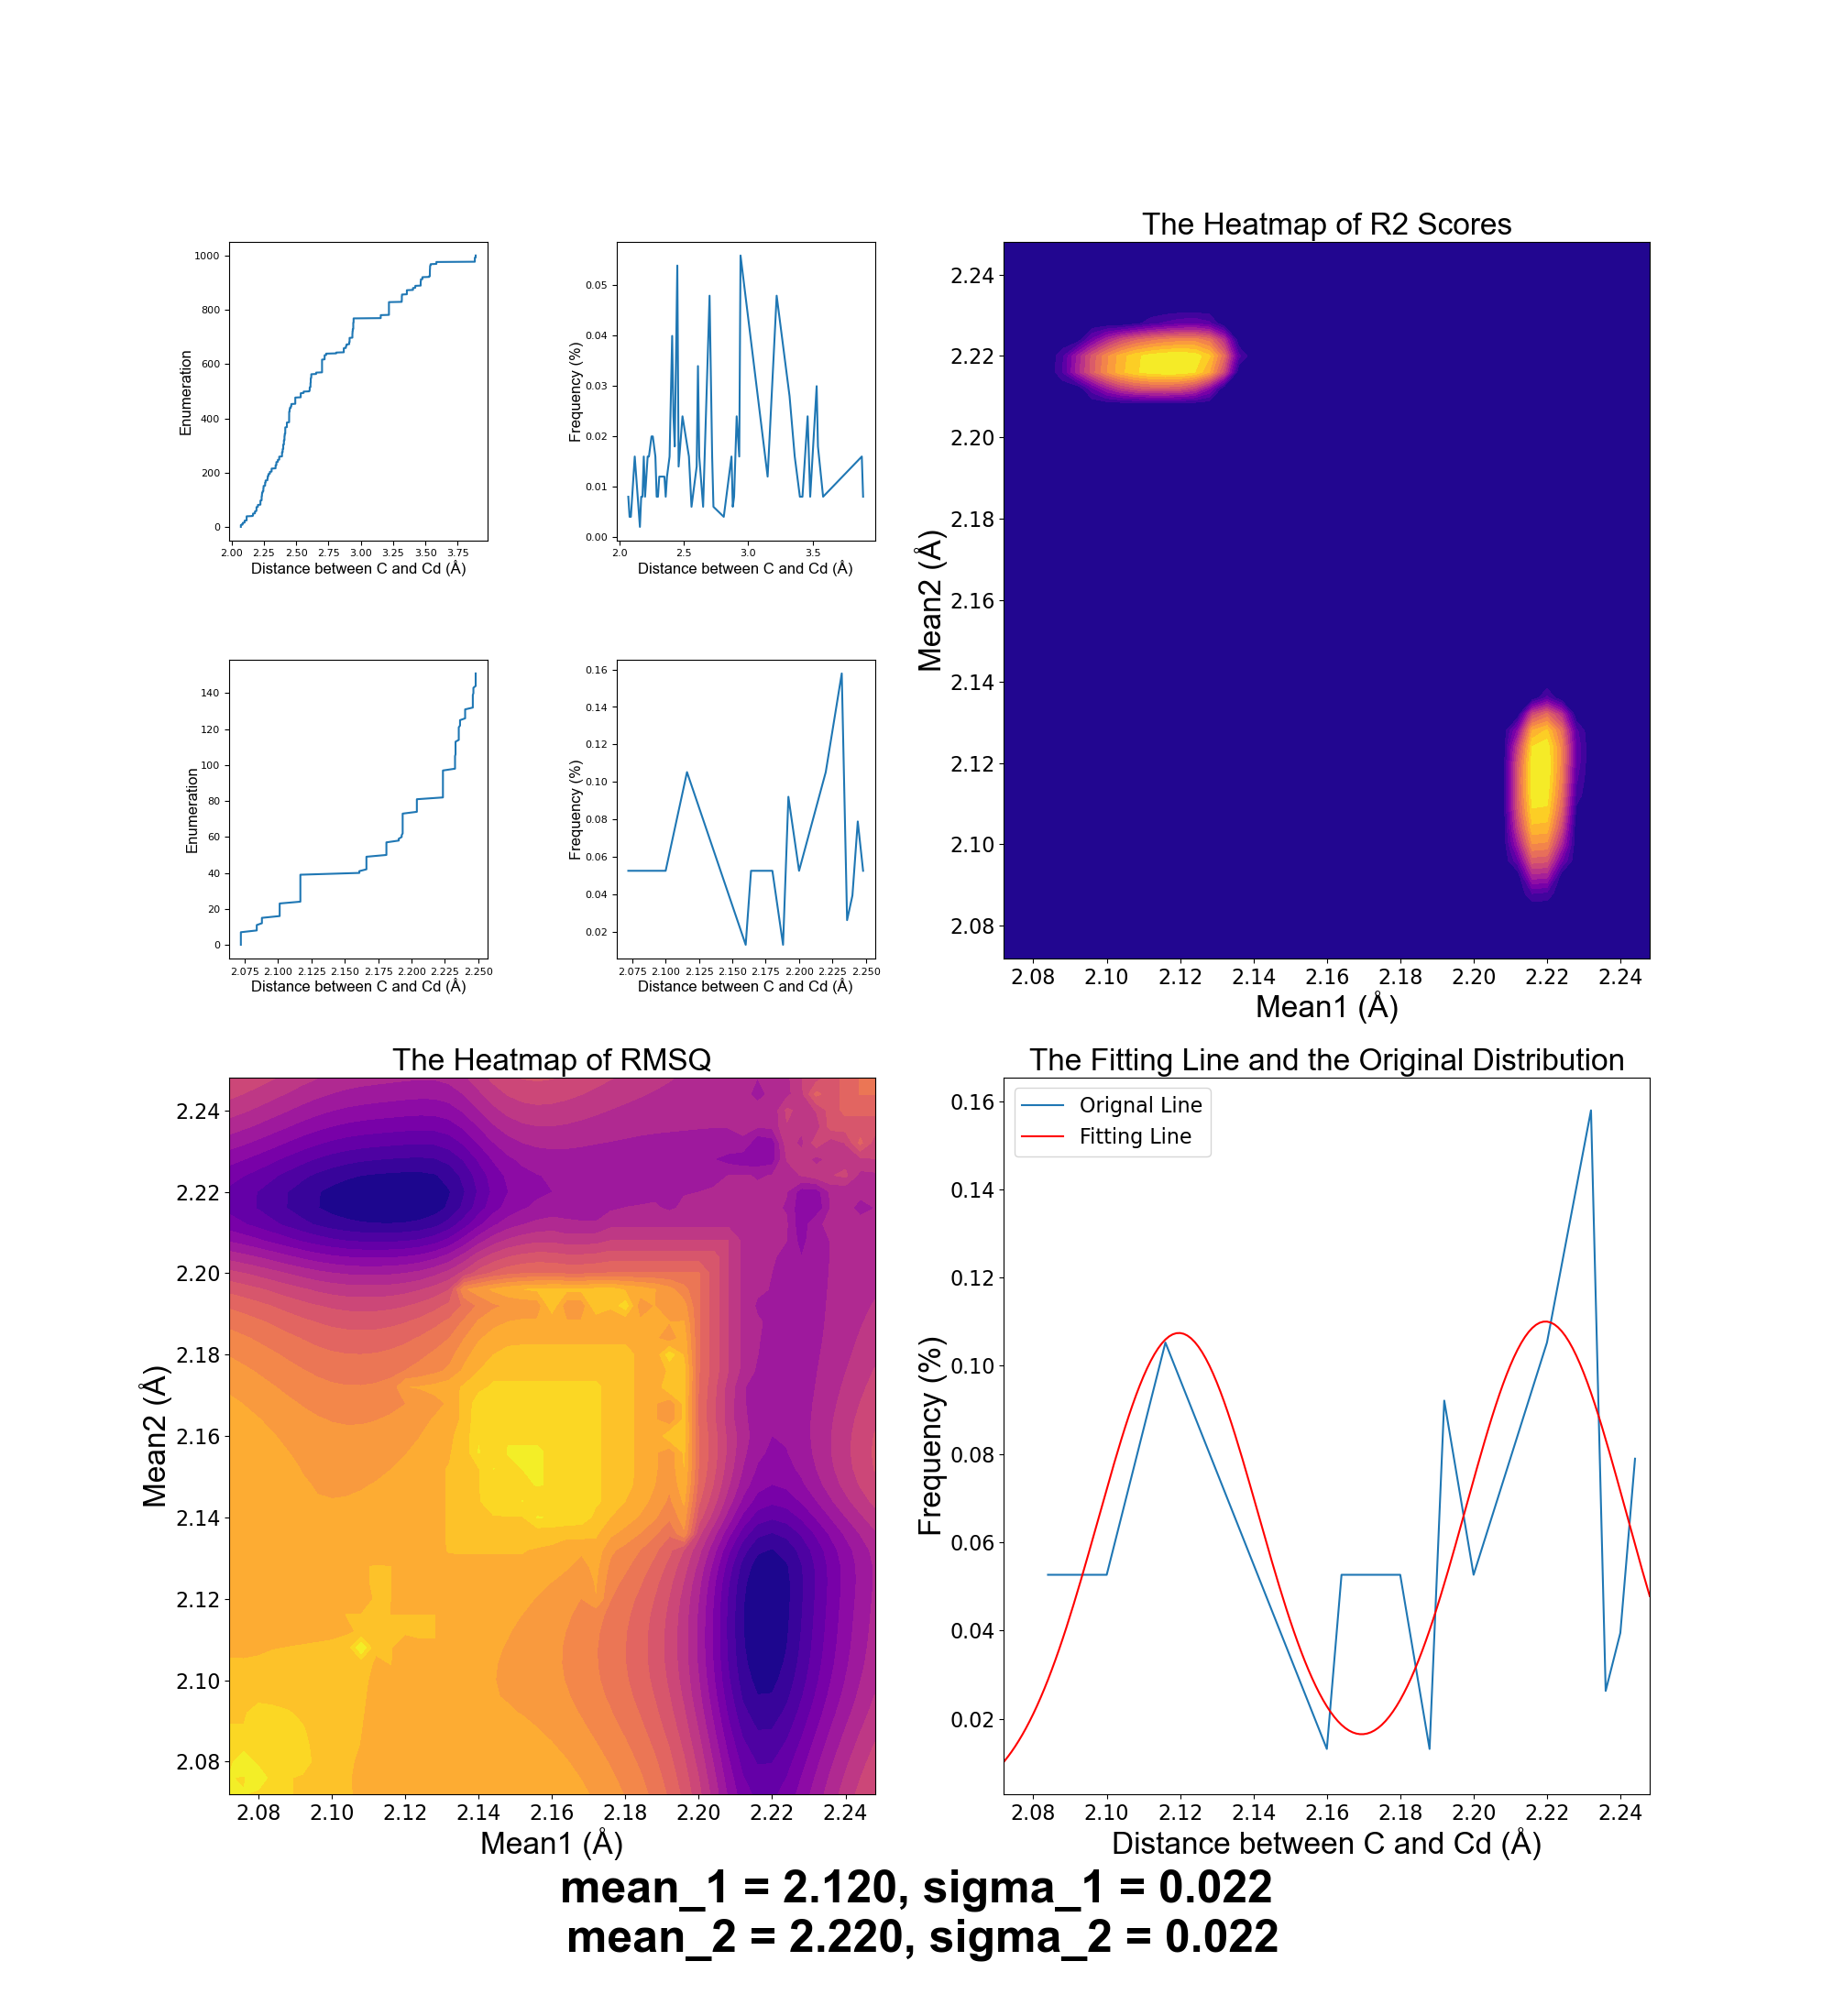 1000
800
600
400
200
0
Enumeration
2.00 2.25 2.50 2.75 3.00 3.25 3.50 3.75
Distance between C and Cd (Å)
0.05
0.04
0.03
0.02
0.01
0.00
Frequency (%)
2.0 2.5 3.0 3.5
Distance between C and Cd (Å)
140
120
100
80
60
40
20
0
Enumeration
2.075 2.100 2.125 2.150 2.175 2.200 2.225 2.250
Distance between C and Cd (Å)
0.16
0.14
0.12
0.10
0.08
0.06
0.04
0.02
Frequency (%)
2.075 2.100 2.125 2.150 2.175 2.200 2.225 2.250
Distance between C and Cd (Å)
The Heatmap of R2 Scores
2.24
2.22
2.20
2.18
2.16
2.14
2.12
2.10
2.08
Mean2 (Å)
2.08 2.10 2.12 2.14 2.16 2.18 2.20 2.22 2.24
Mean1 (Å)
The Heatmap of RMSQ
2.24
2.22
2.20
2.18
2.16
2.14
2.12
2.10
2.08
Mean2 (Å)
2.08 2.10 2.12 2.14 2.16 2.18 2.20 2.22 2.24
Mean1 (Å)
The Fitting Line and the Original Distribution
Orignal Line
Fitting Line
0.16
0.14
0.12
0.10
0.08
0.06
0.04
0.02
Frequency (%)
2.08 2.10 2.12 2.14 2.16 2.18 2.20 2.22 2.24
Distance between C and Cd (Å)
mean_1 = 2.120, sigma_1 = 0.022
mean_2 = 2.220, sigma_2 = 0.022